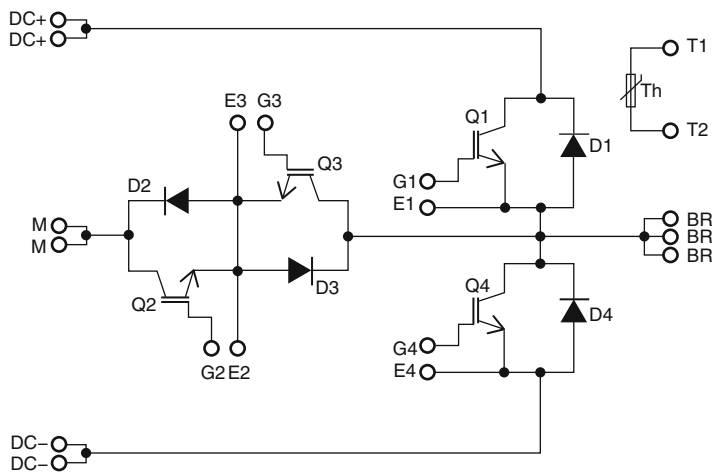 DC+
DC+
T1
E3 G3
Th
Q1
T2
D1
Q3
D2
G1
E1
M
M
BR
BR
BR
D3
Q4
Q2
D4
G4
G2 E2
E4
DC−
DC−